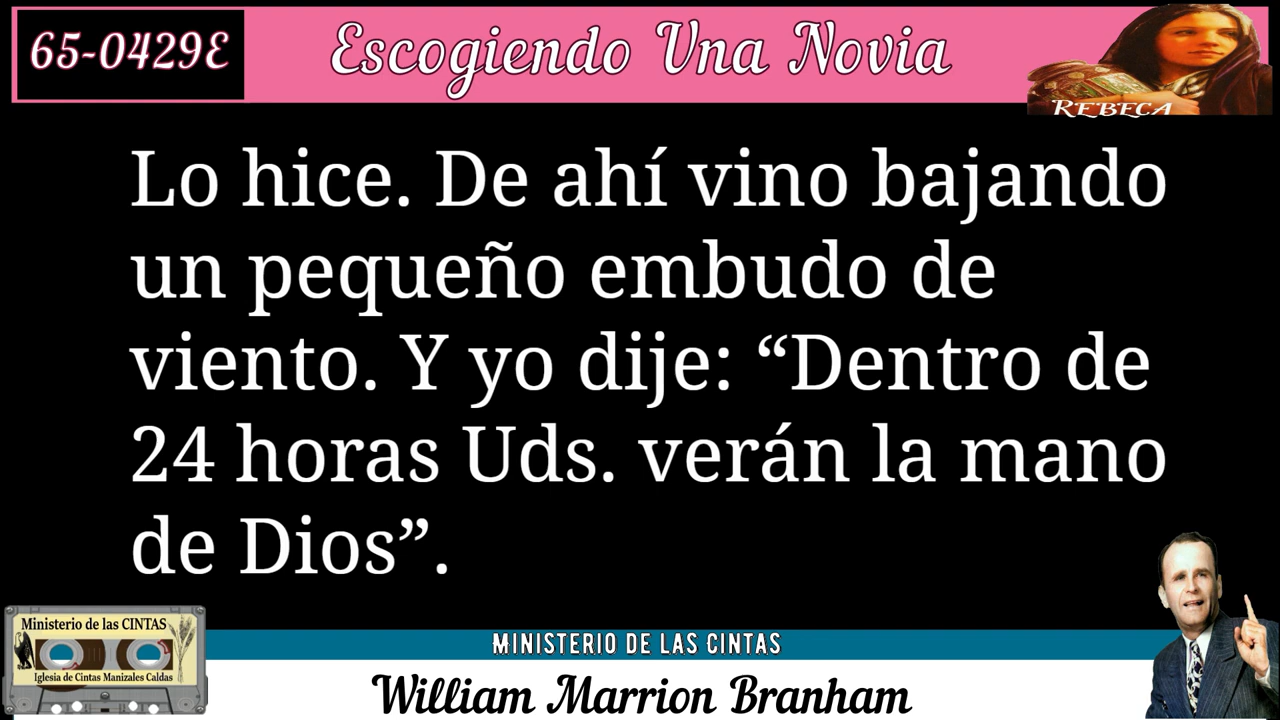 65-0429E
Escogiendo Una Novia
REBECA
Lo hice. De ahí vino bajando
un pequeño embudo de
viento. Y yo dije: “Dentro de
24 horas Uds. verán la mano
de Dios”.
Ministerio de las CINTAS
Iglesia de Cintas Manizales Caldas
MINISTERIO DE LAS CINTAS
William Marrion Branham